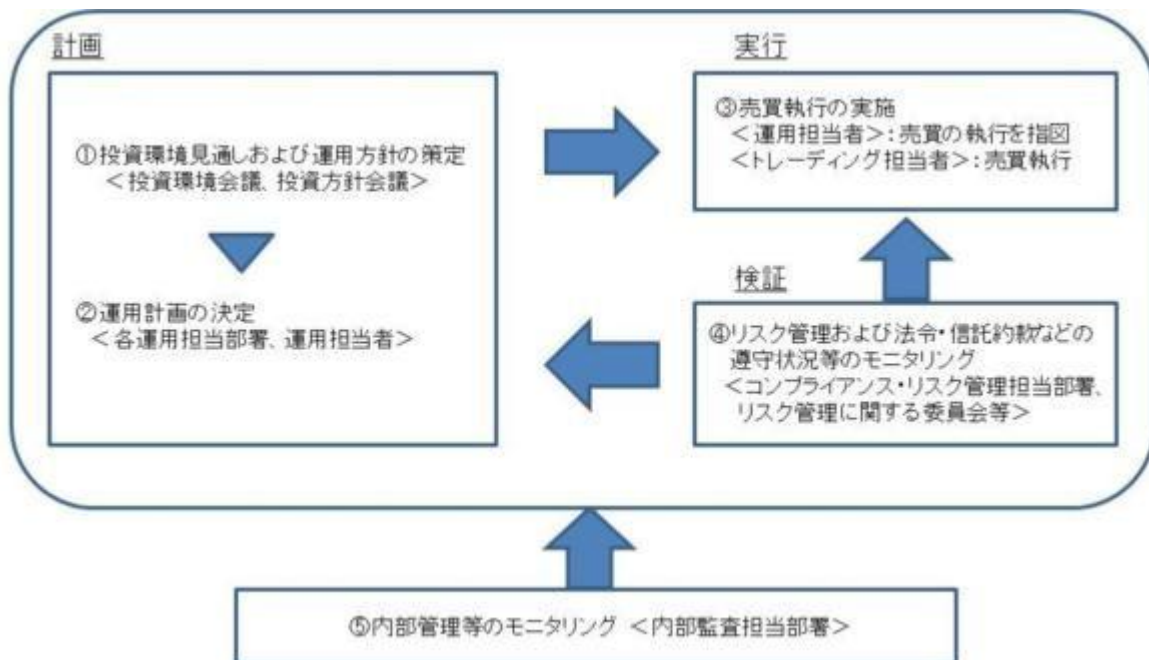 計画
①投資環境見通しおよび運用方針の策定
＜投資環境会議、投資方針会議＞
②運用計画の決定
＜各運用担当部署、運用担当者＞
実行
③売買執行の実施
＜運用担当者＞：売買の執行を指図
＜トレーディング担当者＞：売買執行
検証
④リスク管理および法令・信託約款などの
遵守状況等のモニタリング
＜コンプライアンス・リスク管理担当部署、
リスク管理に関する委員会等＞
⑤内部管理等のモニタリング ＜内部監査担当部署＞